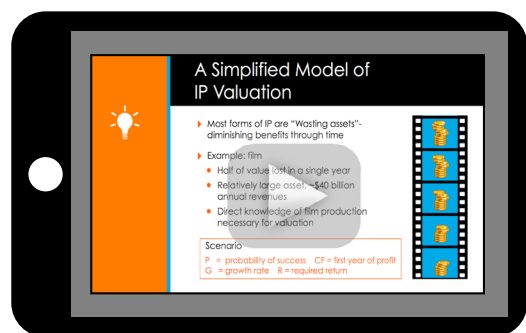 A Simplified Model of
IP Valuation
Most forms of IP are “Wasting assets”-
diminishing benefits through time
Example: film
Half of value lost in a single year
Relatively large asset, ~$40 billion
annual revenues
Direct knowledge of film production
necessary for valuation
Scenario
P = probability of success CF = first year of profit
G = growth rate R = required return